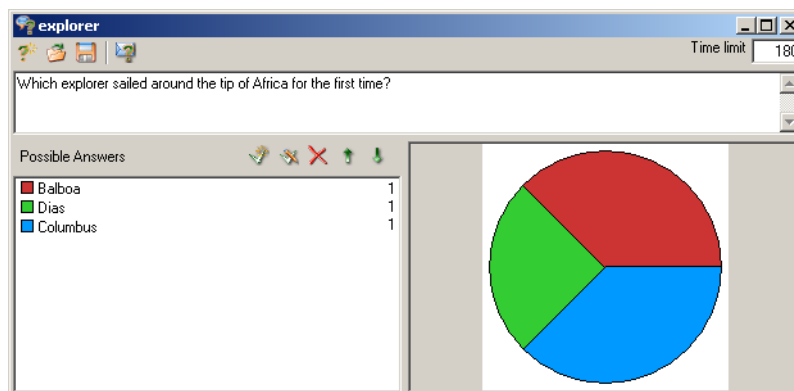 explorer
Time limit 180
Which explorer sailed around the tip of Africa for the first time?
Possible Answers
Balboa 1
Dias 1
Columbus 1